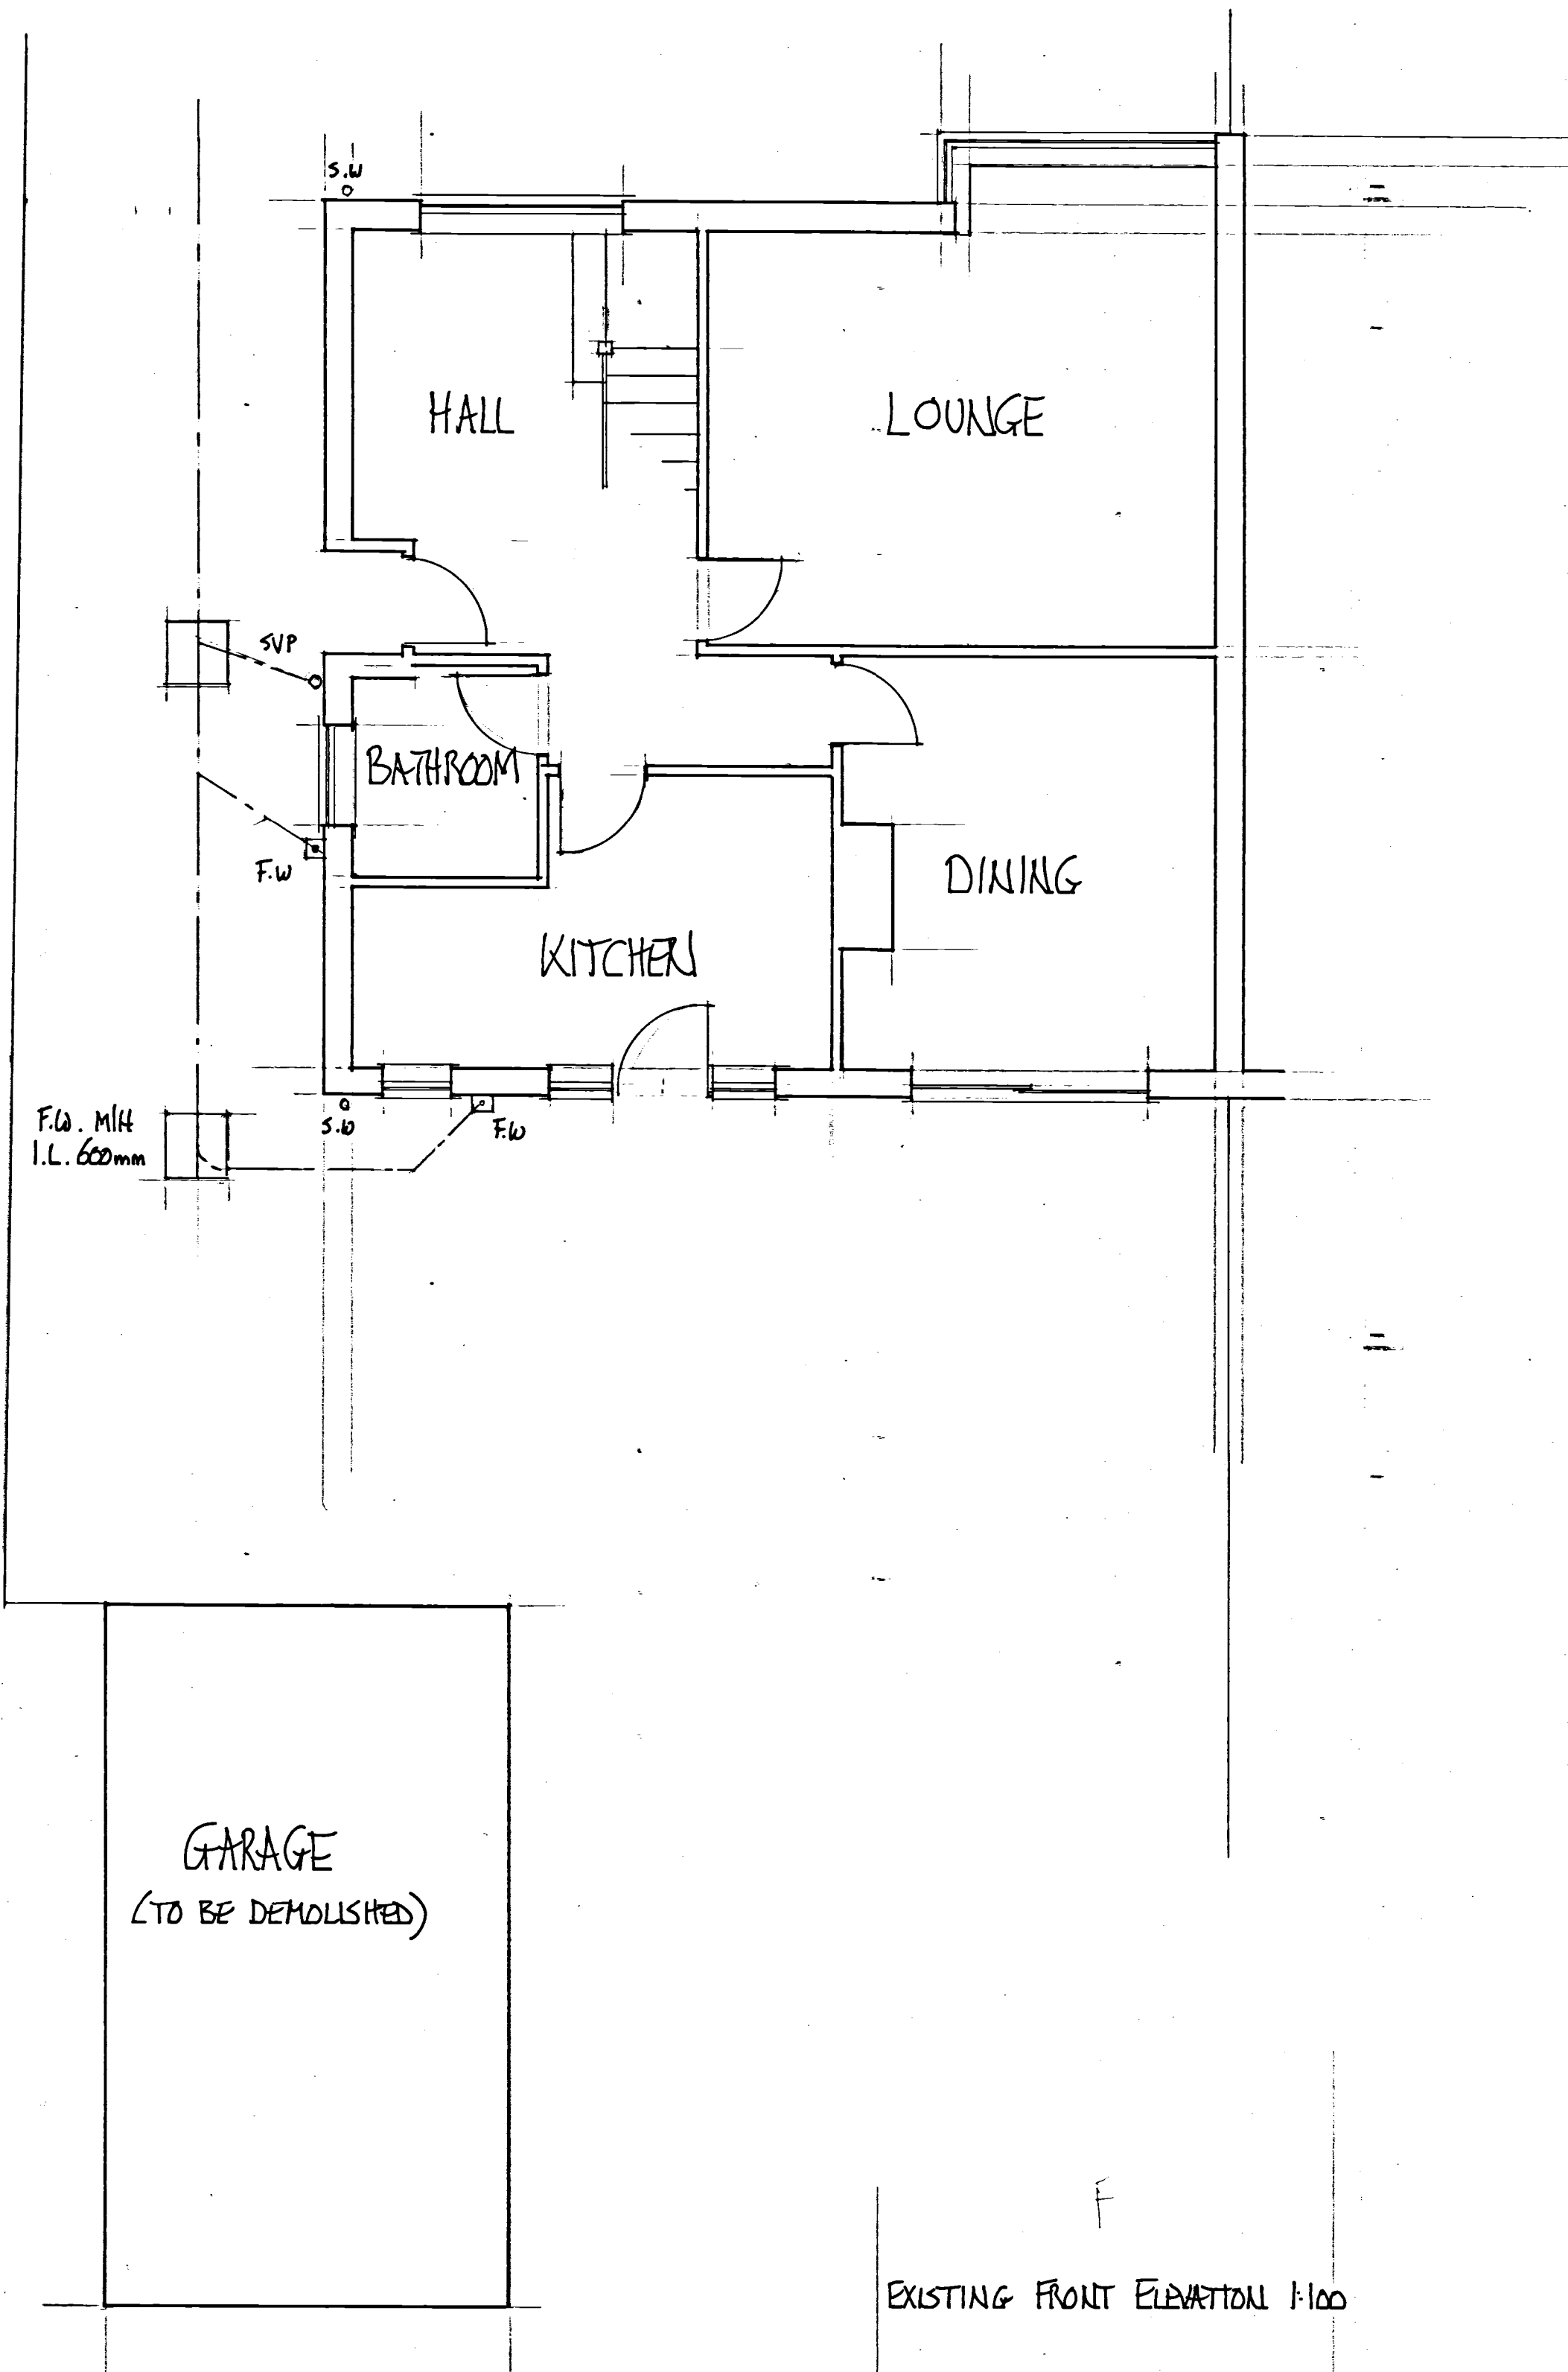 S.W
HALL
LOUNGE
SVP
BATHROOM
F.W
DINING
KITCHEN
F.W. M/H
I.L. 600mm
S.W
F.W
GARAGE
(TO BE DEMOLISHED)
F
EXISTING FRONT ELEVATION 1:100